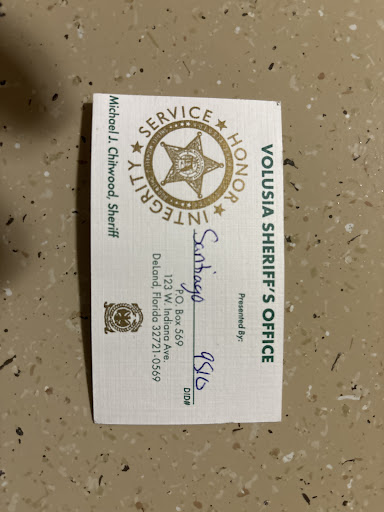 VOLUSIA SHERIFF'S OFFICE
SERVICE ★ HONOR ★ INTEGRITY ★
Presented By:
Santiago 9516
DID#
P.O. Box 569
123 W. Indiana Ave.
DeLand, Florida 32721-0569
Michael J. Chitwood, Sheriff